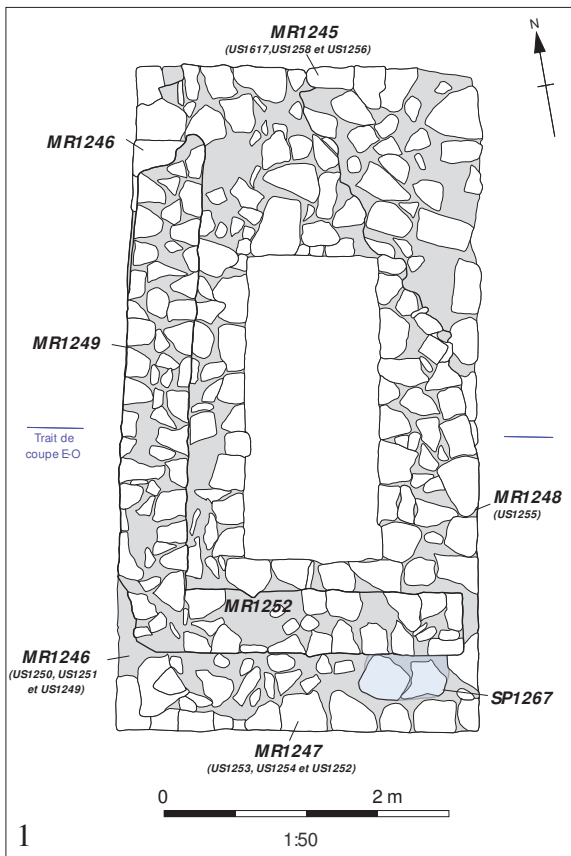 MR1245
(US1617,US1258 et US1256)
N
MR1246
MR1249
Trait de
coupe E-O
MR1248
(US1255)
MR1252
MR1246
(US1250, US1251
et US1249)
SP1267
MR1247
(US1253, US1254 et US1252)
0 2 m
1:50
1